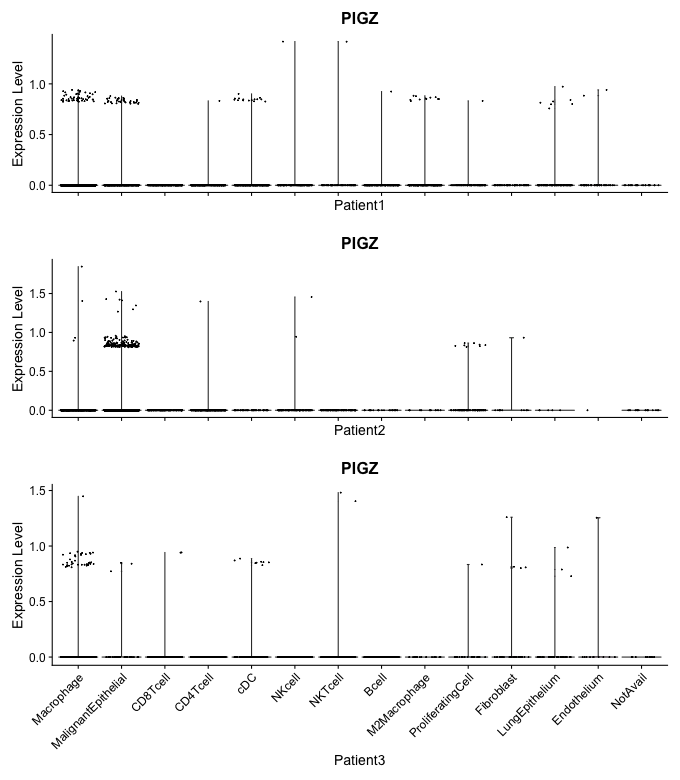 PIGZ
Expression Level
1.0
0.5
0.0
Patient1
PIGZ
Expression Level
1.5
1.0
0.5
0.0
Patient2
PIGZ
Expression Level
1.5
1.0
0.5
0.0
Macrophage
MalignantEpithelial
CD8Tcell
CD4Tcell
cDC
NKcell
NKTcell
Bcell
M2Macrophage
ProliferatingCell
Fibroblast
LungEpithelium
Endothelium
NotAvail
Patient3